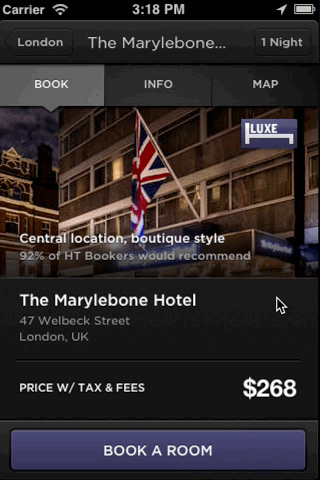 Carrier 3:18 PM
London The Marylebone... 1 Night
BOOK INFO MAP
LUXE
Central location, boutique style
92% of HT Bookers would recommend
The Marylebone Hotel
47 Welbeck Street
London, UK
PRICE W/ TAX & FEES $268
BOOK A ROOM